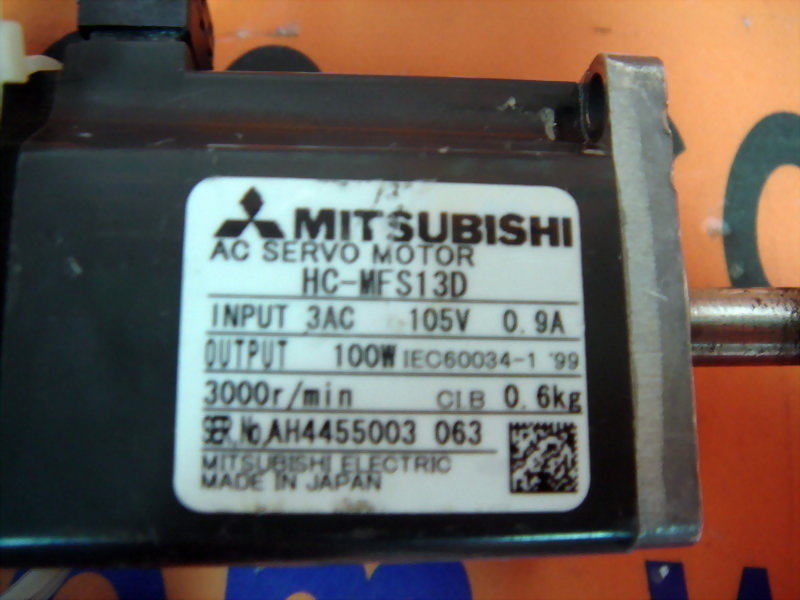 MITSUBISHI
AC SERVO MOTOR
HC-MFS13D
INPUT 3AC 105V 0.9A
OUTPUT 100W IEC60034-1 '99
3000r/min Cl.B 0.6kg
SER.No. AH4455003 063
MITSUBISHI ELECTRIC
MADE IN JAPAN